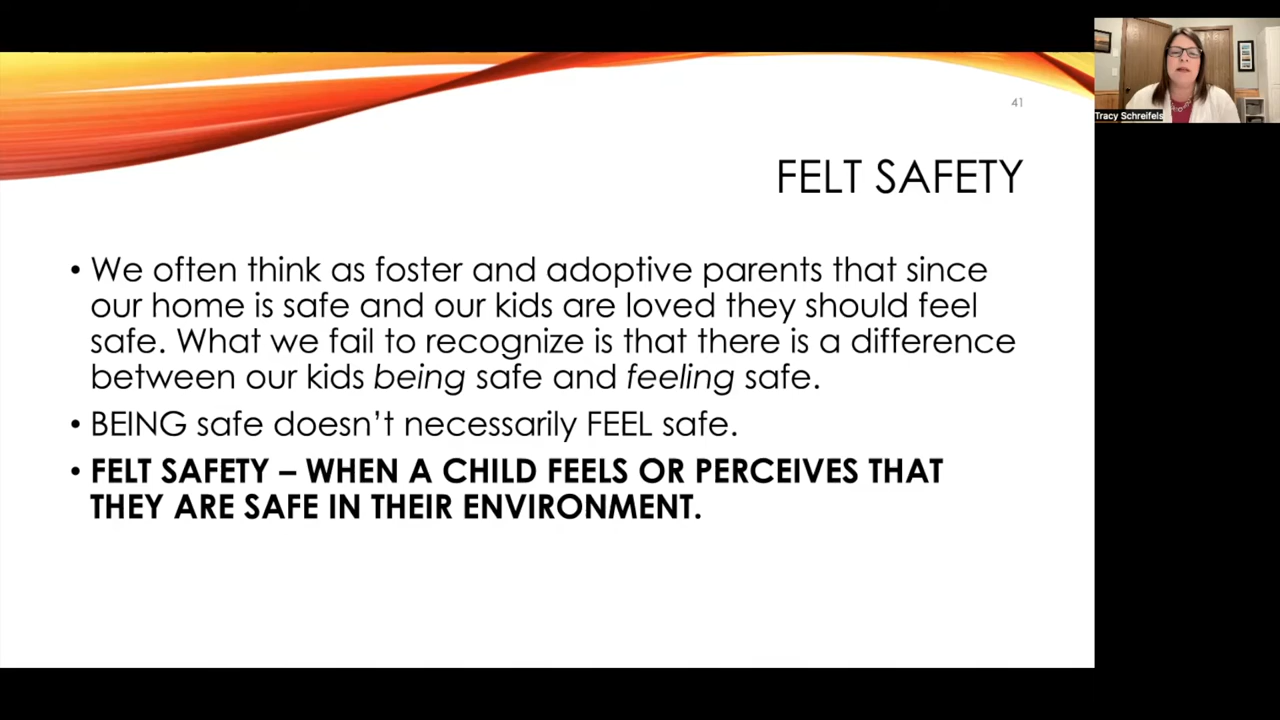 Tracy Schreifels
41
FELT SAFETY
• We often think as foster and adoptive parents that since
our home is safe and our kids are loved they should feel
safe. What we fail to recognize is that there is a difference
between our kids being safe and feeling safe.
• BEING safe doesn’t necessarily FEEL safe.
• FELT SAFETY – WHEN A CHILD FEELS OR PERCEIVES THAT
THEY ARE SAFE IN THEIR ENVIRONMENT.